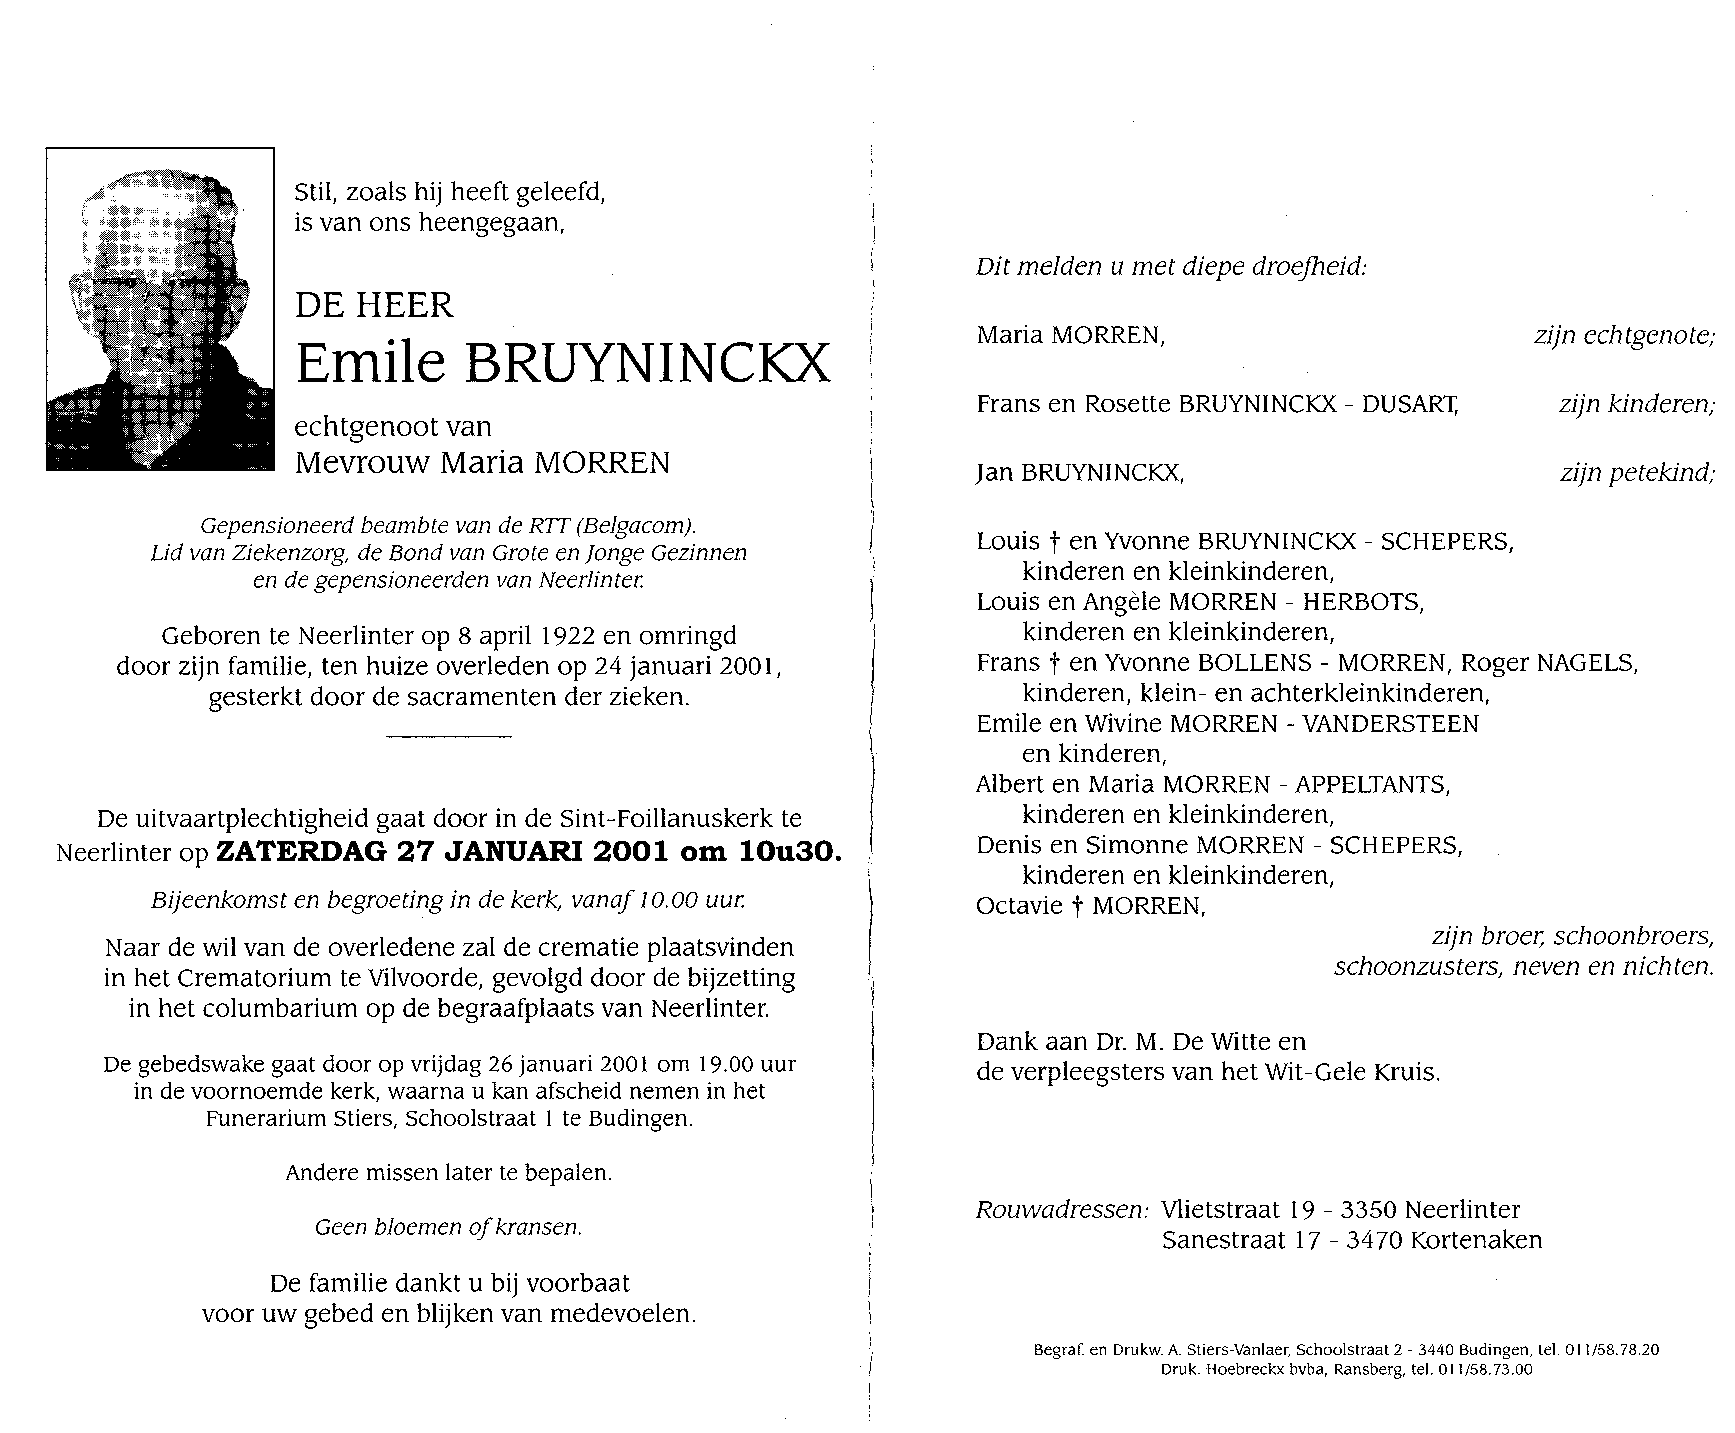 Stil, zoals hij heeft geleefd,
is van ons heengegaan,
DE HEER
Emile BRUYNINCKX
echtgenoot van
Mevrouw Maria MORREN
Gepensioneerd beambte van de RTT (Belgacom).
Lid van Ziekenzorg, de Bond van Grote en Jonge Gezinnen
en de gepensioneerden van Neerlinter.
Geboren te Neerlinter op 8 april 1922 en omringd
door zijn familie, ten huize overleden op 24 januari 2001,
gesterkt door de sacramenten der zieken.
De uitvaartplechtigheid gaat door in de Sint-Foillanuskerk te
Neerlinter op ZATERDAG 27 JANUARI 2001 om 10u30.
Bijeenkomst en begroeting in de kerk, vanaf 10.00 uur.
Naar de wil van de overledene zal de crematie plaatsvinden
in het Crematorium te Vilvoorde, gevolgd door de bijzetting
in het columbarium op de begraafplaats van Neerlinter.
De gebedswake gaat door op vrijdag 26 januari 2001 om 19.00 uur
in de voornoemde kerk, waarna u kan afscheid nemen in het
Funerarium Stiers, Schoolstraat 1 te Budingen.
Andere missen later te bepalen.
Geen bloemen of kransen.
De familie dankt u bij voorbaat
voor uw gebed en blijken van medevoelen.
Dit melden u met diepe droefheid:
Maria MORREN, zijn echtgenote;
Frans en Rosette BRUYNINCKX - DUSART, zijn kinderen;
Jan BRUYNINCKX, zijn petekind;
Louis † en Yvonne BRUYNINCKX - SCHEPERS,
kinderen en kleinkinderen,
Louis en Angèle MORREN - HERBOTS,
kinderen en kleinkinderen,
Frans † en Yvonne BOLLENS - MORREN, Roger NAGELS,
kinderen, klein- en achterkleinkinderen,
Emile en Wivine MORREN - VANDERSTEEN
en kinderen,
Albert en Maria MORREN - APPELTANTS,
kinderen en kleinkinderen,
Denis en Simonne MORREN - SCHEPERS,
kinderen en kleinkinderen,
Octavie † MORREN,
zijn broer, schoonbroers,
schoonzusters, neven en nichten.
Dank aan Dr. M. De Witte en
de verpleegsters van het Wit-Gele Kruis.
Rouwadressen: Vlietstraat 19 - 3350 Neerlinter
Sanestraat 17 - 3470 Kortenaken
Begraf. en Drukw. A. Stiers-Vanlaer, Schoolstraat 2 - 3440 Budingen, tel. 011/58.78.20
Druk. Hoebreckx bvba, Ransberg, tel. 011/58.73.00